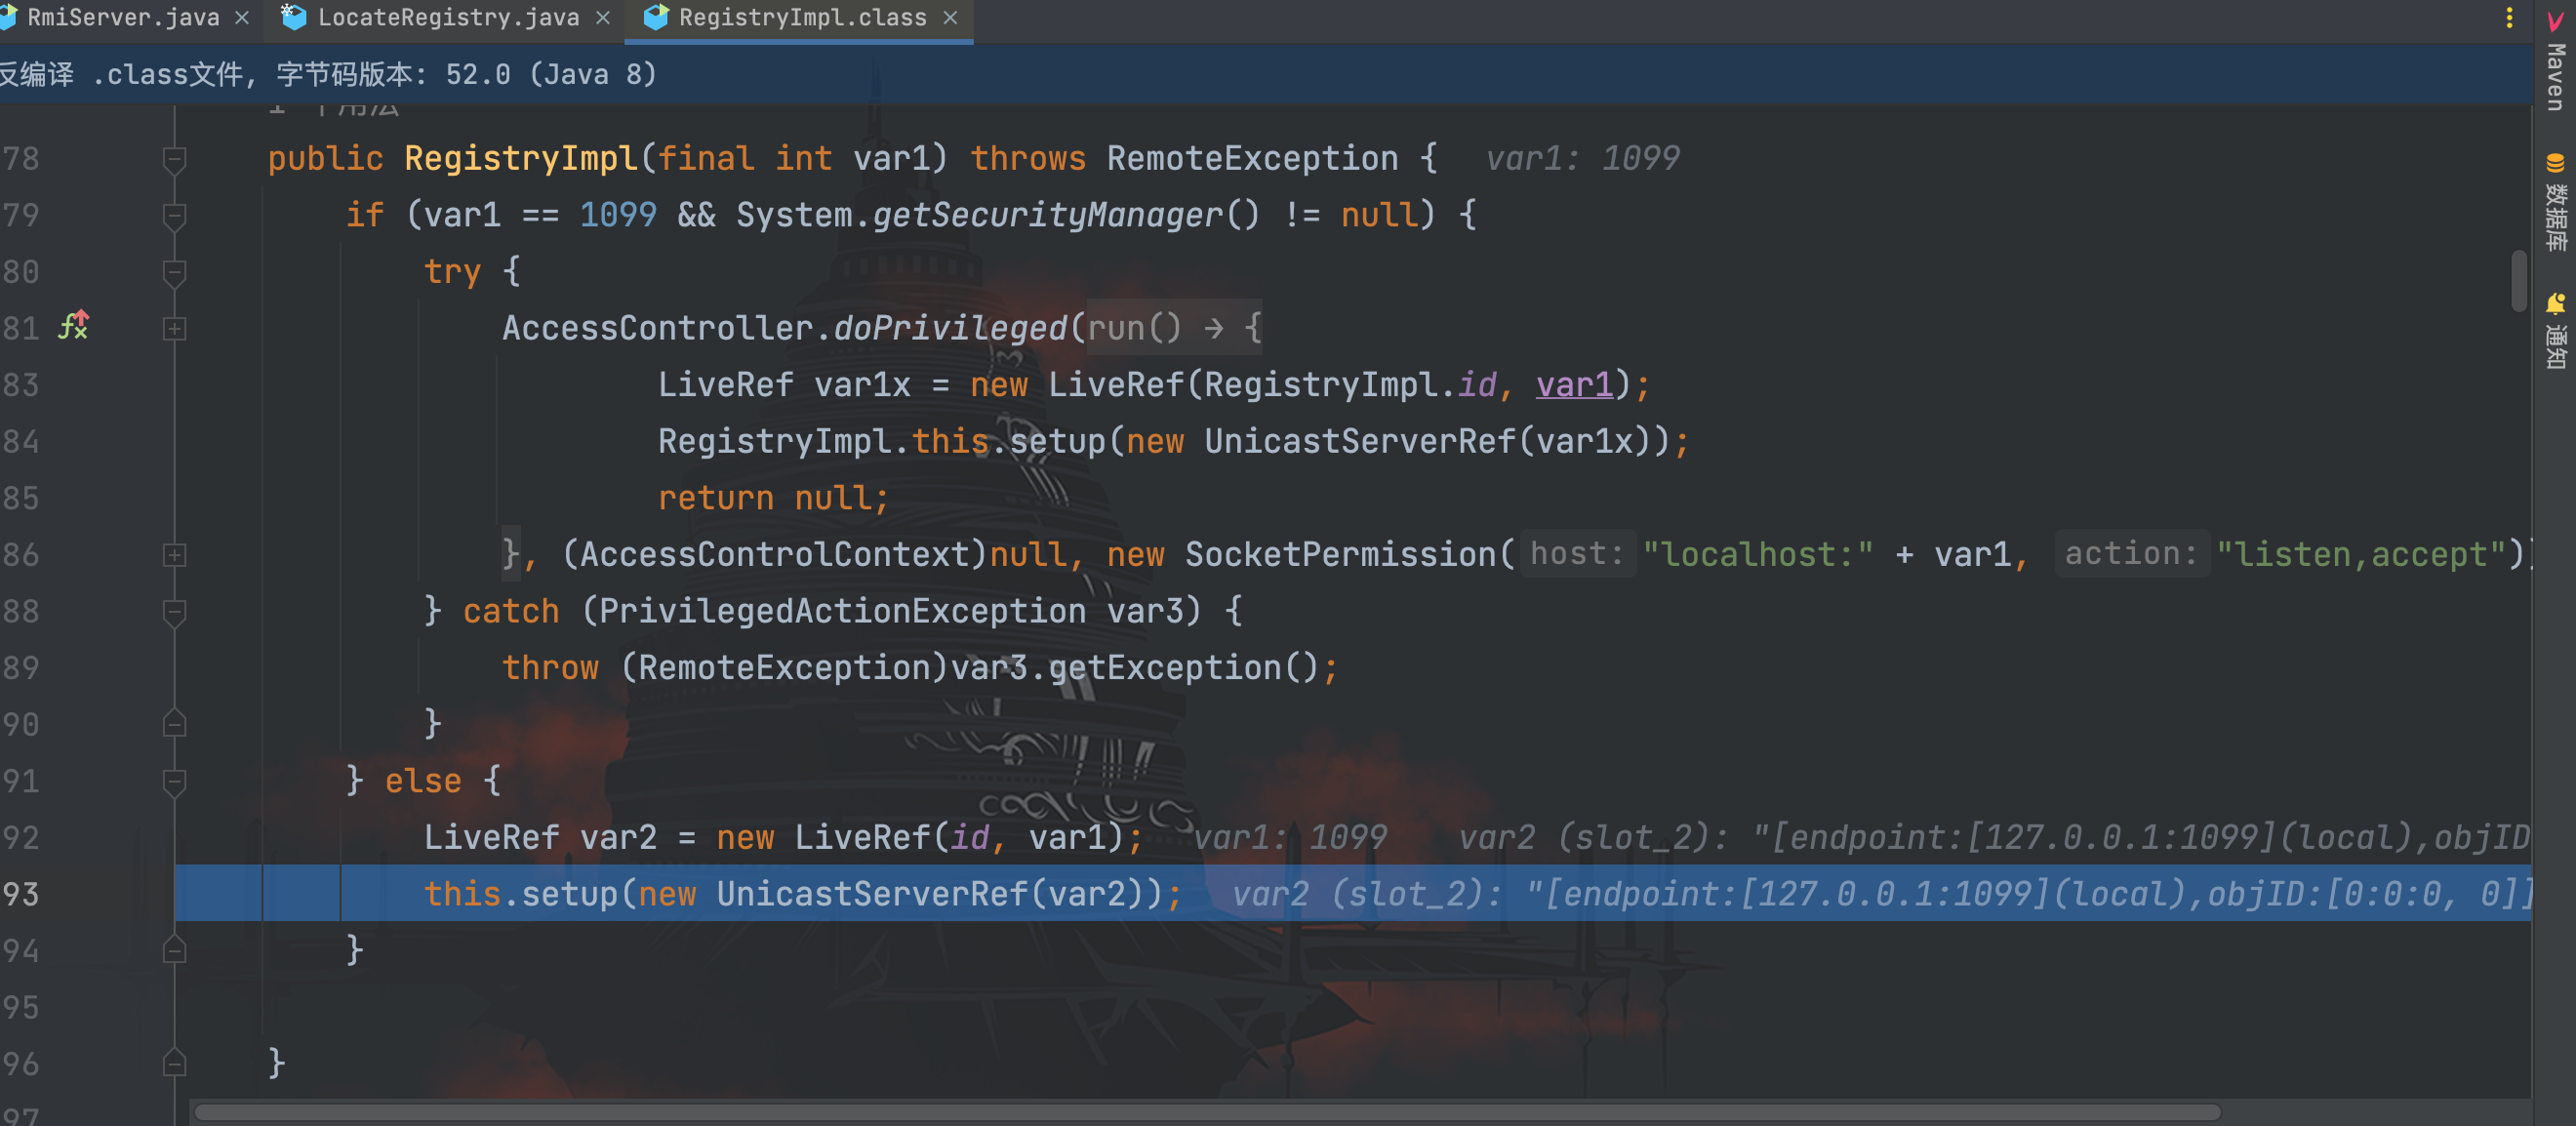 RmiServer.java × LocateRegistry.java × RegistryImpl.class ×
反编译 .class文件, 字节码版本: 52.0 (Java 8)
1 个用法
78 public RegistryImpl(final int var1) throws RemoteException { var1: 1099
79 if (var1 == 1099 && System.getSecurityManager() != null) {
80 try {
81 AccessController.doPrivileged(run() → {
83 LiveRef var1x = new LiveRef(RegistryImpl.id, var1);
84 RegistryImpl.this.setup(new UnicastServerRef(var1x));
85 return null;
86 }, (AccessControlContext)null, new SocketPermission( host: "localhost:" + var1, action: "listen,accept"))
88 } catch (PrivilegedActionException var3) {
89 throw (RemoteException)var3.getException();
90 }
91 } else {
92 LiveRef var2 = new LiveRef(id, var1); var1: 1099 var2 (slot_2): "[endpoint:[127.0.0.1:1099](local),objID
93 this.setup(new UnicastServerRef(var2)); var2 (slot_2): "[endpoint:[127.0.0.1:1099](local),objID:[0:0:0, 0]]
94 }
95
96 }
97
Maven
数据库
通知